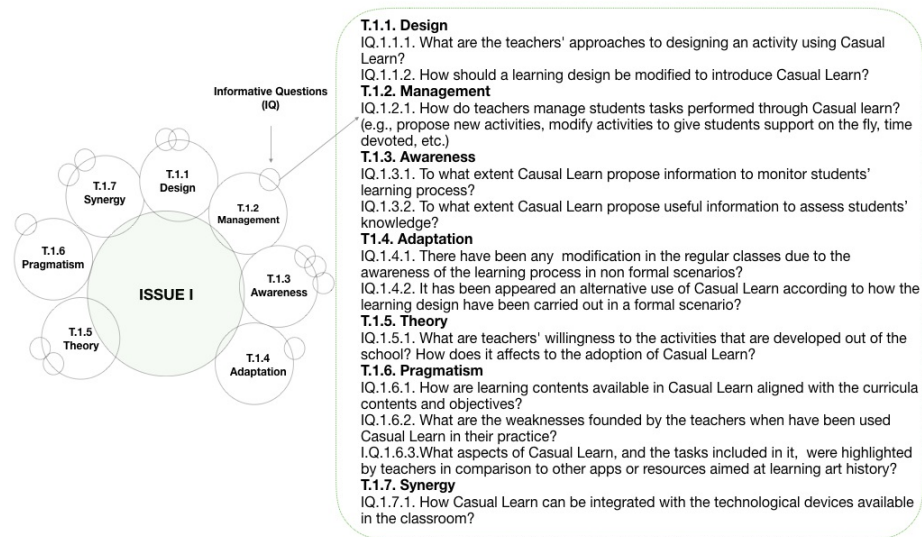 Informative Questions
(IQ)
T.1.1
Design
T.1.2
Management
T.1.3
Awareness
T.1.4
Adaptation
T.1.5
Theory
T.1.6
Pragmatism
T.1.7
Synergy
ISSUE I
T.1.1. Design
IQ.1.1.1. What are the teachers' approaches to designing an activity using Casual
Learn?
IQ.1.1.2. How should a learning design be modified to introduce Casual Learn?
T.1.2. Management
IQ.1.2.1. How do teachers manage students tasks performed through Casual learn?
(e.g., propose new activities, modify activities to give students support on the fly, time
devoted, etc.)
T.1.3. Awareness
IQ.1.3.1. To what extent Causal Learn propose information to monitor students'
learning process?
IQ.1.3.2. To what extent Casual Learn propose useful information to assess students'
knowledge?
T1.4. Adaptation
IQ.1.4.1. There have been any modification in the regular classes due to the
awareness of the learning process in non formal scenarios?
IQ.1.4.2. It has been appeared an alternative use of Casual Learn according to how the
learning design have been carried out in a formal scenario?
T.1.5. Theory
IQ.1.5.1. What are teachers' willingness to the activities that are developed out of the
school? How does it affects to the adoption of Casual Learn?
T.1.6. Pragmatism
IQ.1.6.1. How are learning contents available in Casual Learn aligned with the curricula
contents and objectives?
IQ.1.6.2. What are the weaknesses founded by the teachers when have been used
Casual Learn in their practice?
I.Q.1.6.3.What aspects of Casual Learn, and the tasks included in it, were highlighted
by teachers in comparison to other apps or resources aimed at learning art history?
T.1.7. Synergy
IQ.1.7.1. How Casual Learn can be integrated with the technological devices available
in the classroom?